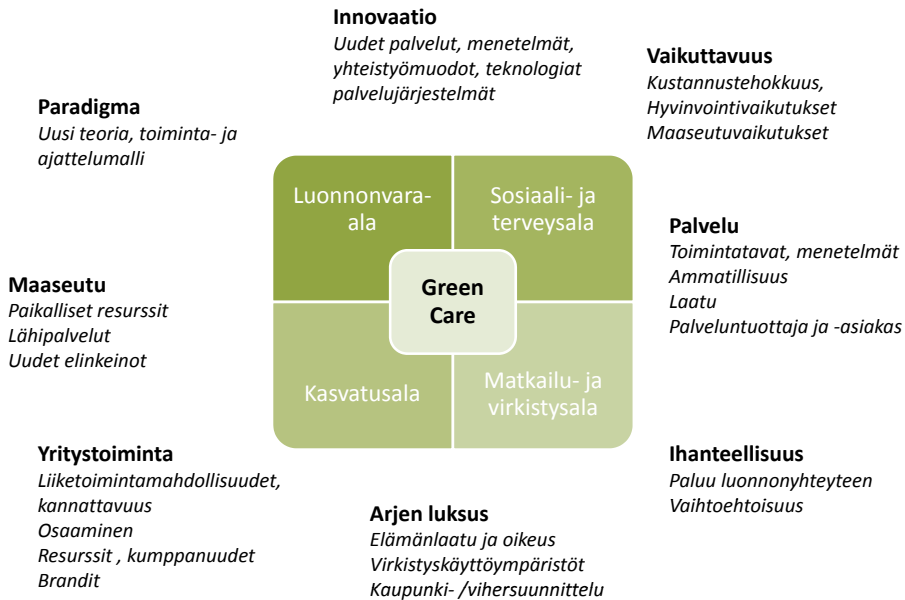 Innovaatio
Uudet palvelut, menetelmät,
yhteistyömuodot, teknologiat
palvelujärjestelmät
Vaikuttavuus
Kustannustehokkuus,
Hyvinvointivaikutukset
Maaseutuvaikutukset
Paradigma
Uusi teoria, toiminta- ja
ajattelumalli
Luonnonvara-
ala
Sosiaali- ja
terveysala
Palvelu
Toimintatavat, menetelmät
Ammatillisuus
Laatu
Palveluntuottaja ja -asiakas
Maaseutu
Paikalliset resurssit
Lähipalvelut
Uudet elinkeinot
Green
Care
Kasvatusala
Matkailu- ja
virkistysala
Yritystoiminta
Liiketoimintamahdollisuudet,
kannattavuus
Osaaminen
Resurssit , kumppanuudet
Brandit
Arjen luksus
Elämänlaatu ja oikeus
Virkistyskäyttöympäristöt
Kaupunki- /vihersuunnittelu
Ihanteellisuus
Paluu luonnonyhteyteen
Vaihtoehtoisuus